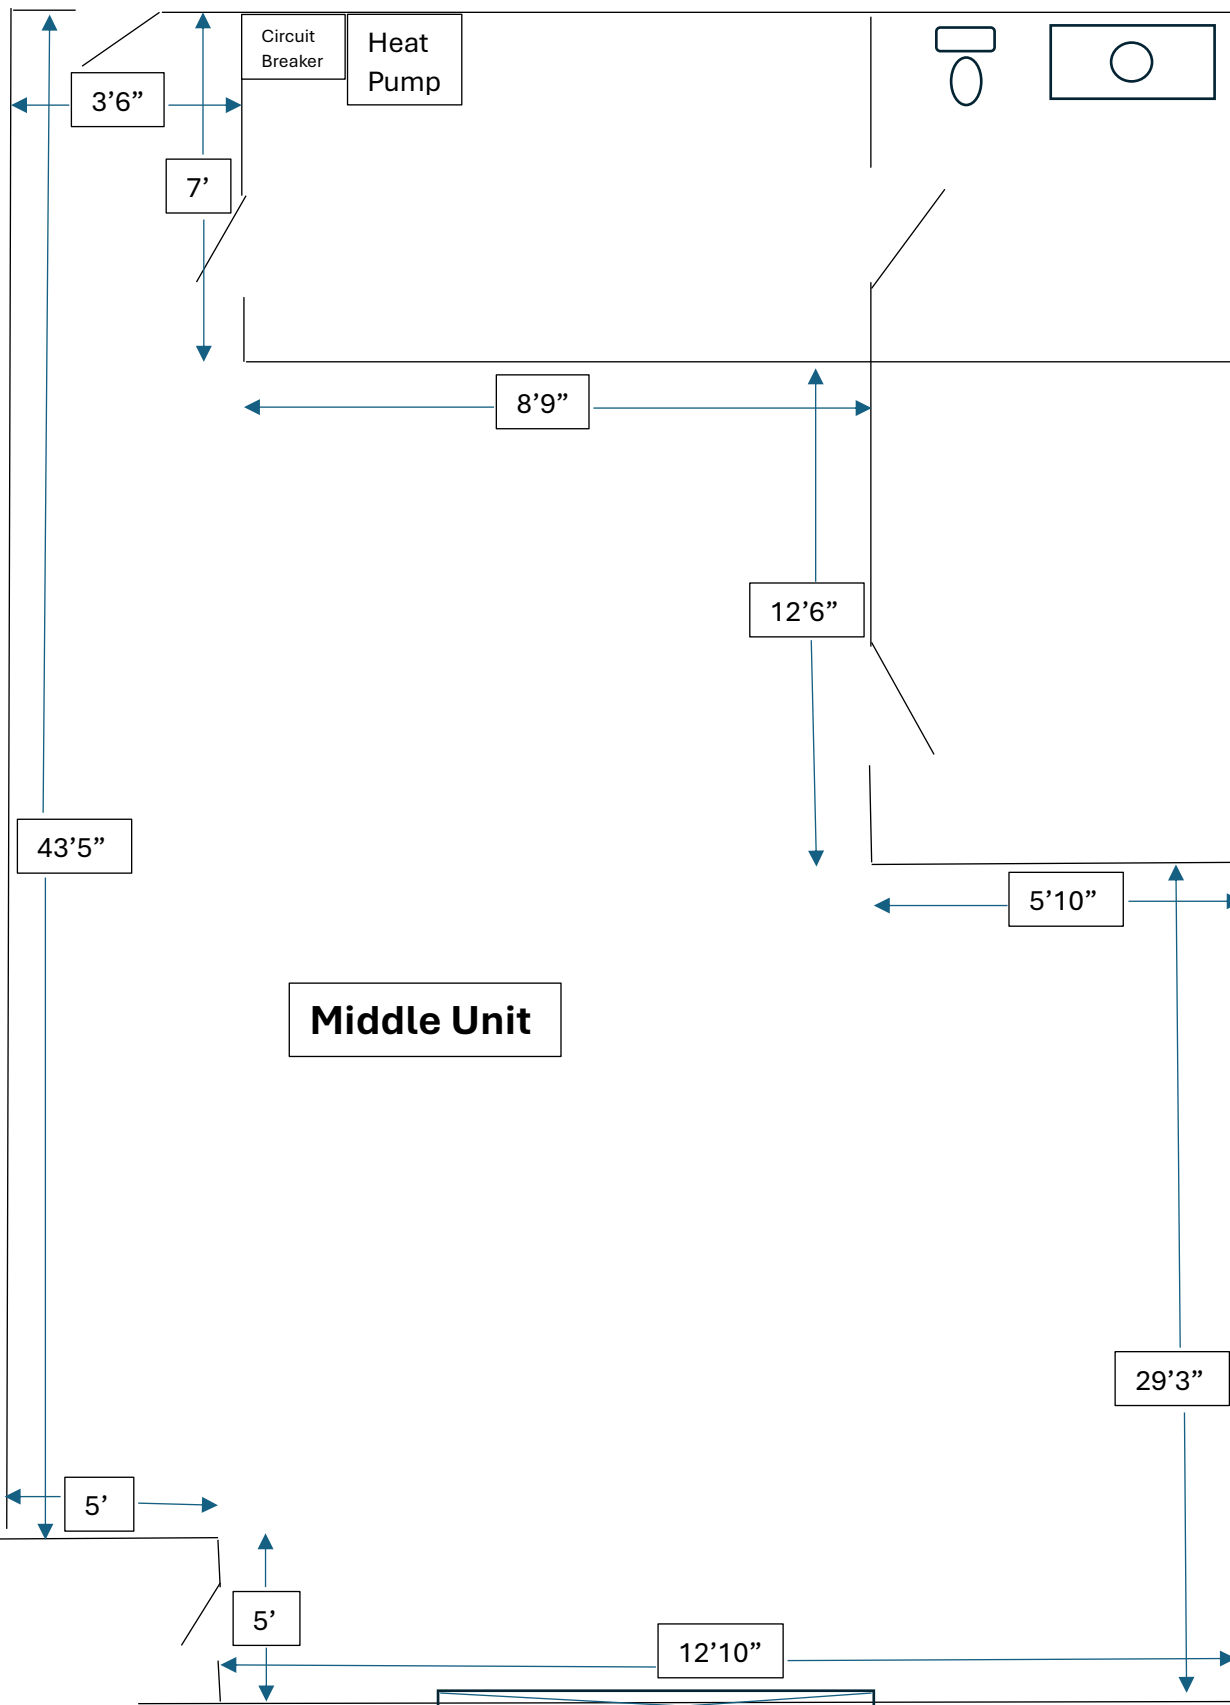 Circuit
Breaker
Heat
Pump
3’6”
7’
8’9”
12’6”
43’5”
5’10”
Middle Unit
29’3”
5’
5’
12’10”